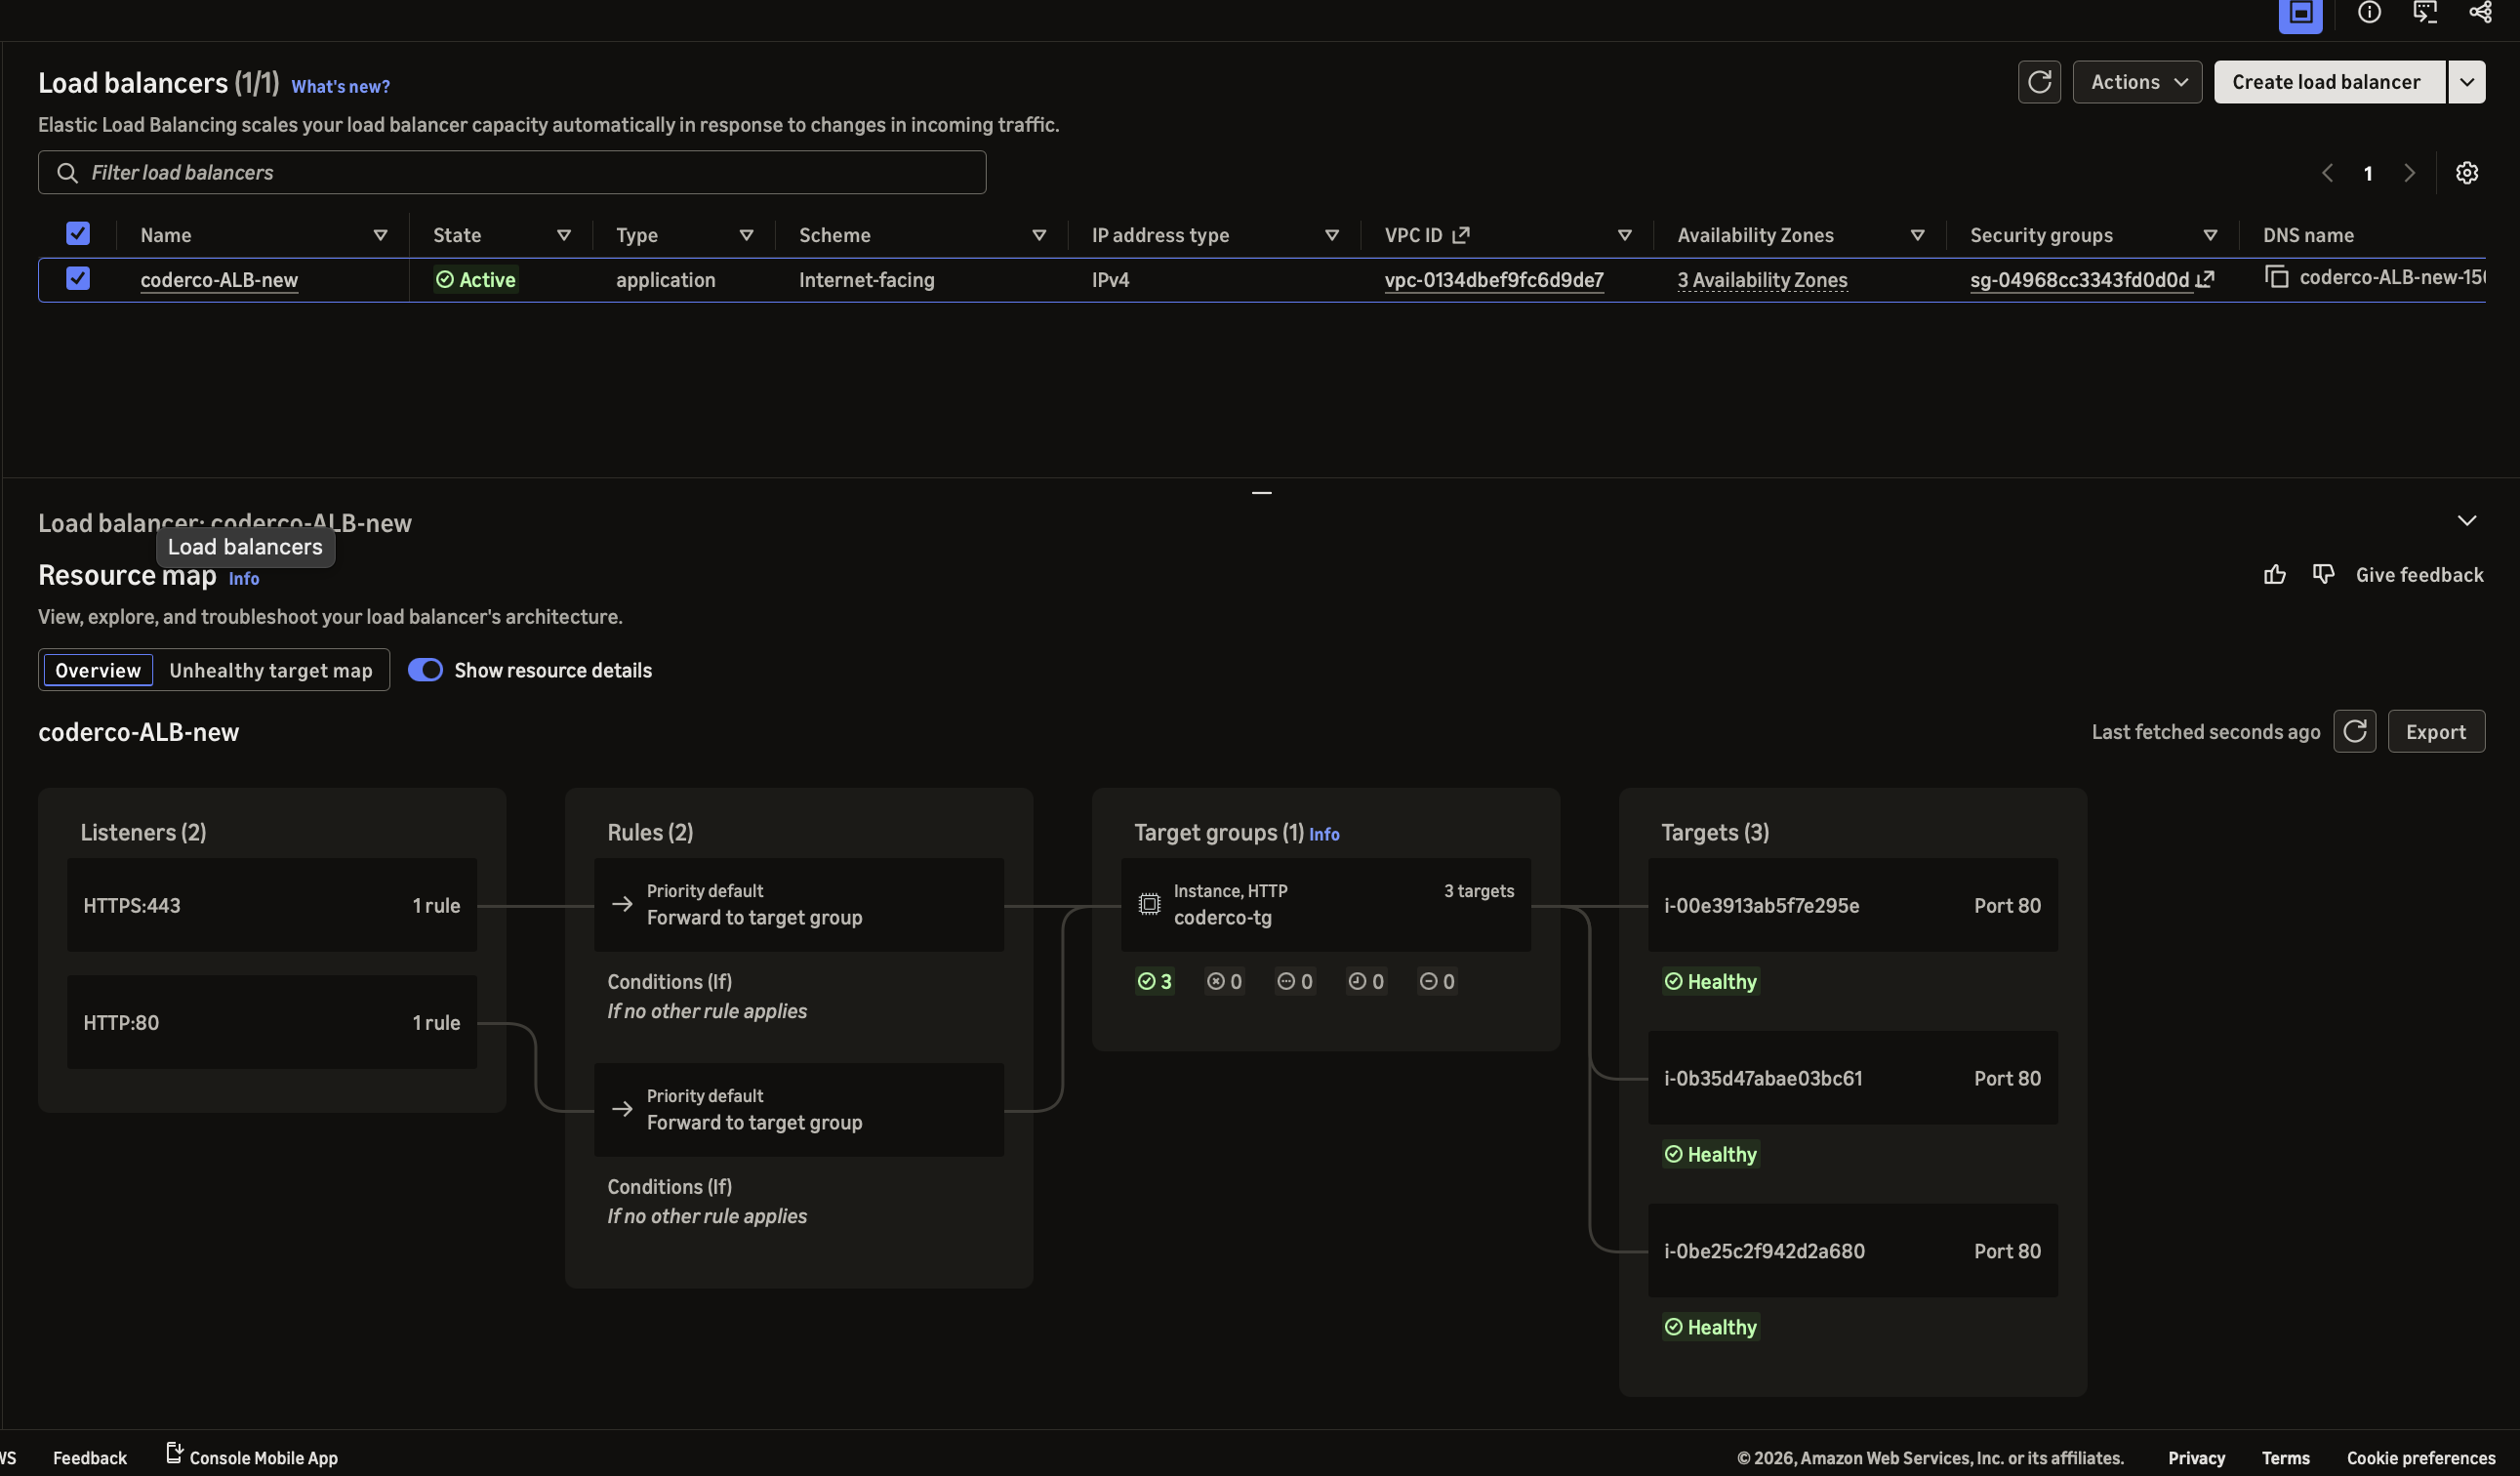 Load balancers (1/1) What's new?
Actions
Create load balancer
Elastic Load Balancing scales your load balancer capacity automatically in response to changes in incoming traffic.
Filter load balancers
1
Name State Type Scheme IP address type VPC ID Availability Zones Security groups DNS name
coderco-ALB-new Active application Internet-facing IPv4 vpc-0134dbef9fc6d9de7 3 Availability Zones sg-04968cc3343fd0d0d coderco-ALB-new-150
Load balancer: coderco-ALB-new
Load balancers
Resource map Info
Give feedback
View, explore, and troubleshoot your load balancer's architecture.
Overview Unhealthy target map Show resource details
coderco-ALB-new
Last fetched seconds ago
Export
Listeners (2)
HTTPS:443 1 rule
HTTP:80 1 rule
Rules (2)
Priority default
Forward to target group
Conditions (If)
If no other rule applies
Priority default
Forward to target group
Conditions (If)
If no other rule applies
Target groups (1) Info
Instance, HTTP 3 targets
coderco-tg
3 0 0 0 0
Targets (3)
i-00e3913ab5f7e295e Port 80
Healthy
i-0b35d47abae03bc61 Port 80
Healthy
i-0be25c2f942d2a680 Port 80
Healthy
WS Feedback Console Mobile App
© 2026, Amazon Web Services, Inc. or its affiliates. Privacy Terms Cookie preferences